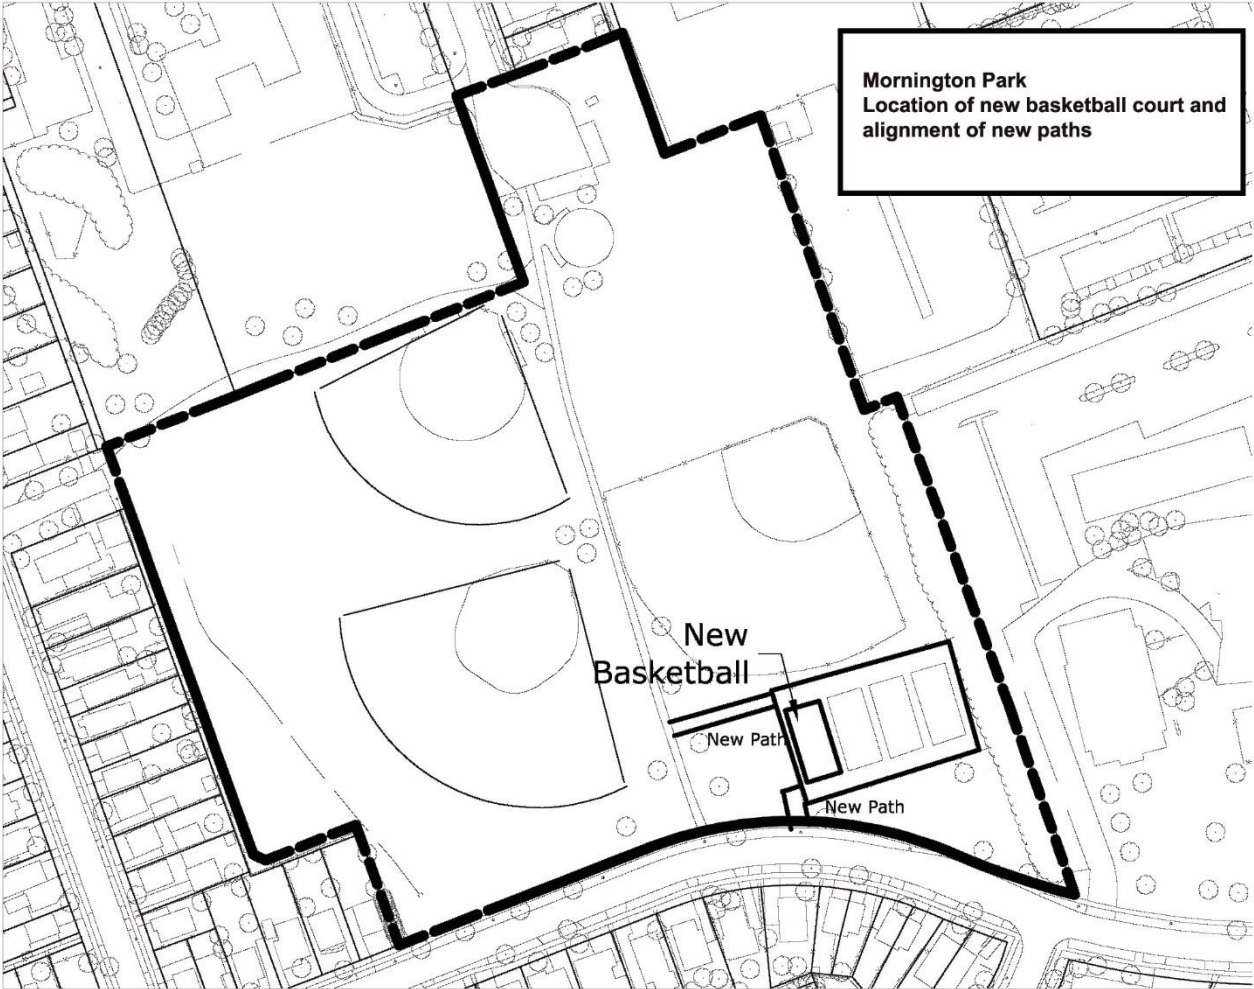 Mornington Park
Location of new basketball court and
alignment of new paths
New
Basketball
New Path
New Path